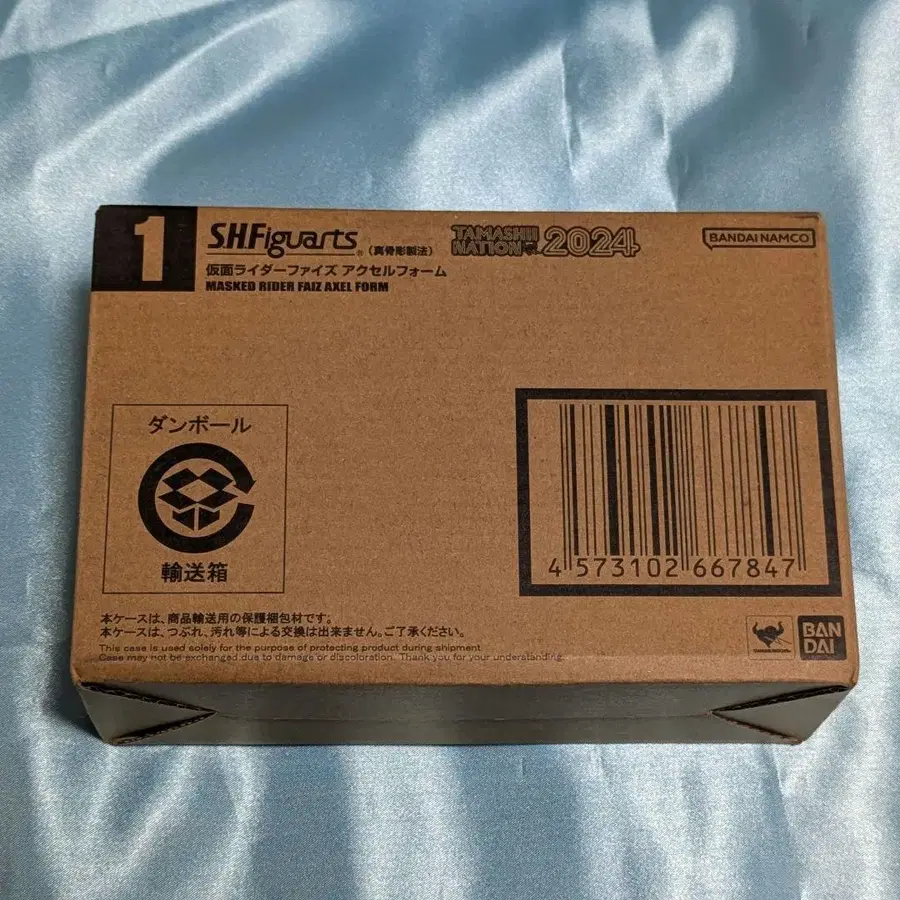 1
S.H.Figuarts
(真骨彫製法)
TAMASHII NATION 2024
BANDAI NAMCO
仮面ライダーファイズ アクセルフォーム
MASKED RIDER FAIZ AXEL FORM
ダンボール
輸送箱
4 573102 667847
本ケースは、商品輸送用の保護梱包材です。
本ケースは、つぶれ、汚れ等による交換は出来ません。ご了承ください。
This case is used solely for the purpose of protecting product during shipment.
Case may not be exchanged due to damage or discoloration. Thank you for your understanding.
BAN
DAI